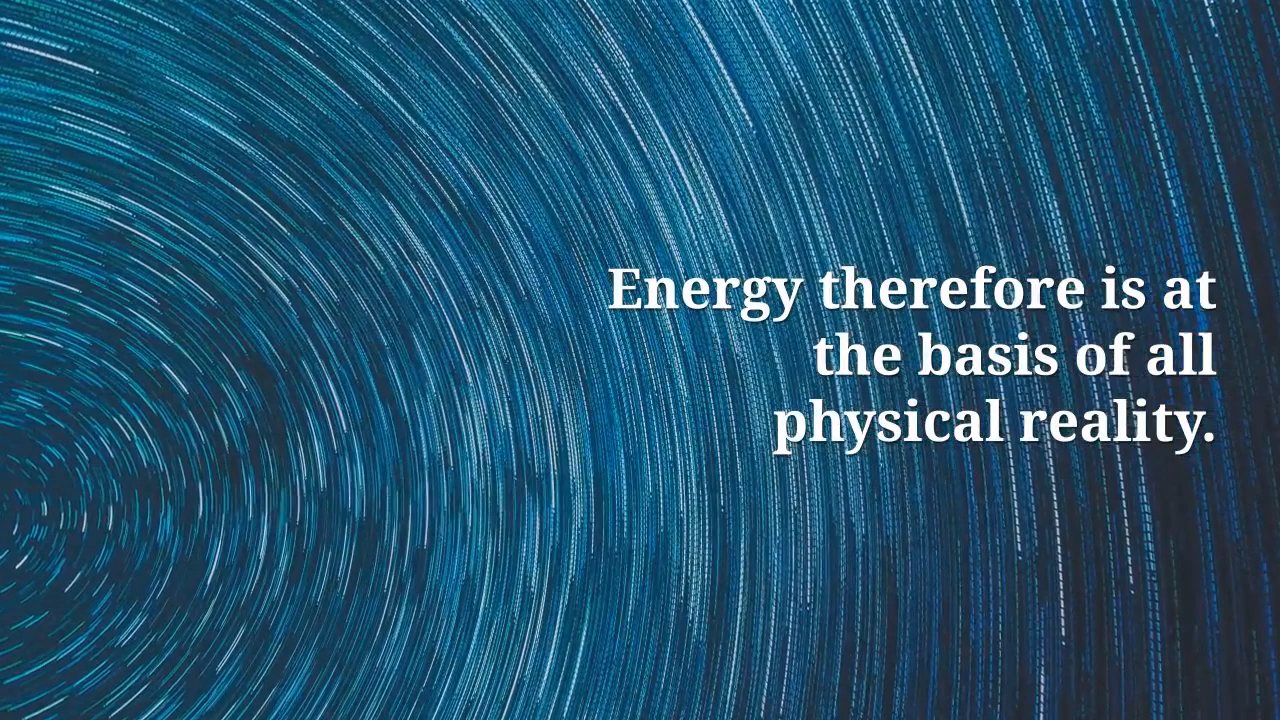 Energy therefore is at
the basis of all
physical reality.